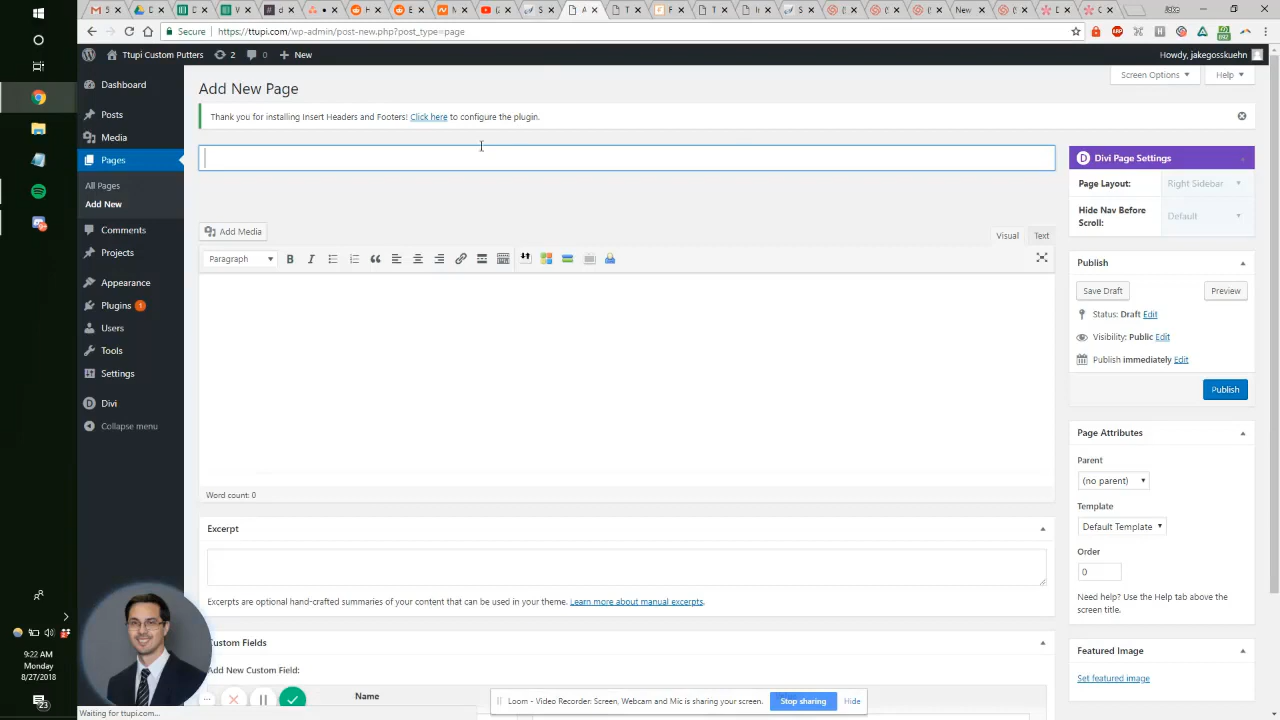 Secure
https://ttupi.com/wp-admin/post-new.php?post_type=page
Ttupi Custom Putters
2
0
New
Howdy, jakegosskuehn
Dashboard
Posts
Media
Pages
All Pages
Add New
Comments
Projects
Appearance
Plugins 1
Users
Tools
Settings
Divi
Collapse menu
Add New Page
Screen Options
Help
Thank you for installing Insert Headers and Footers! Click here to configure the plugin.
Add Media
Visual
Text
Paragraph
Word count: 0
Excerpt
Excerpts are optional hand-crafted summaries of your content that can be used in your theme. Learn more about manual excerpts.
Custom Fields
Add New Custom Field:
Name
Divi Page Settings
Page Layout:
Right Sidebar
Hide Nav Before
Scroll:
Default
Publish
Save Draft
Preview
Status: Draft Edit
Visibility: Public Edit
Publish immediately Edit
Publish
Page Attributes
Parent
(no parent)
Template
Default Template
Order
0
Need help? Use the Help tab above the
screen title.
Featured Image
Set featured image
Loom - Video Recorder: Screen, Webcam and Mic is sharing your screen.
Stop sharing
Hide
Waiting for ttupi.com...
9:22 AM
Monday
8/27/2018
23